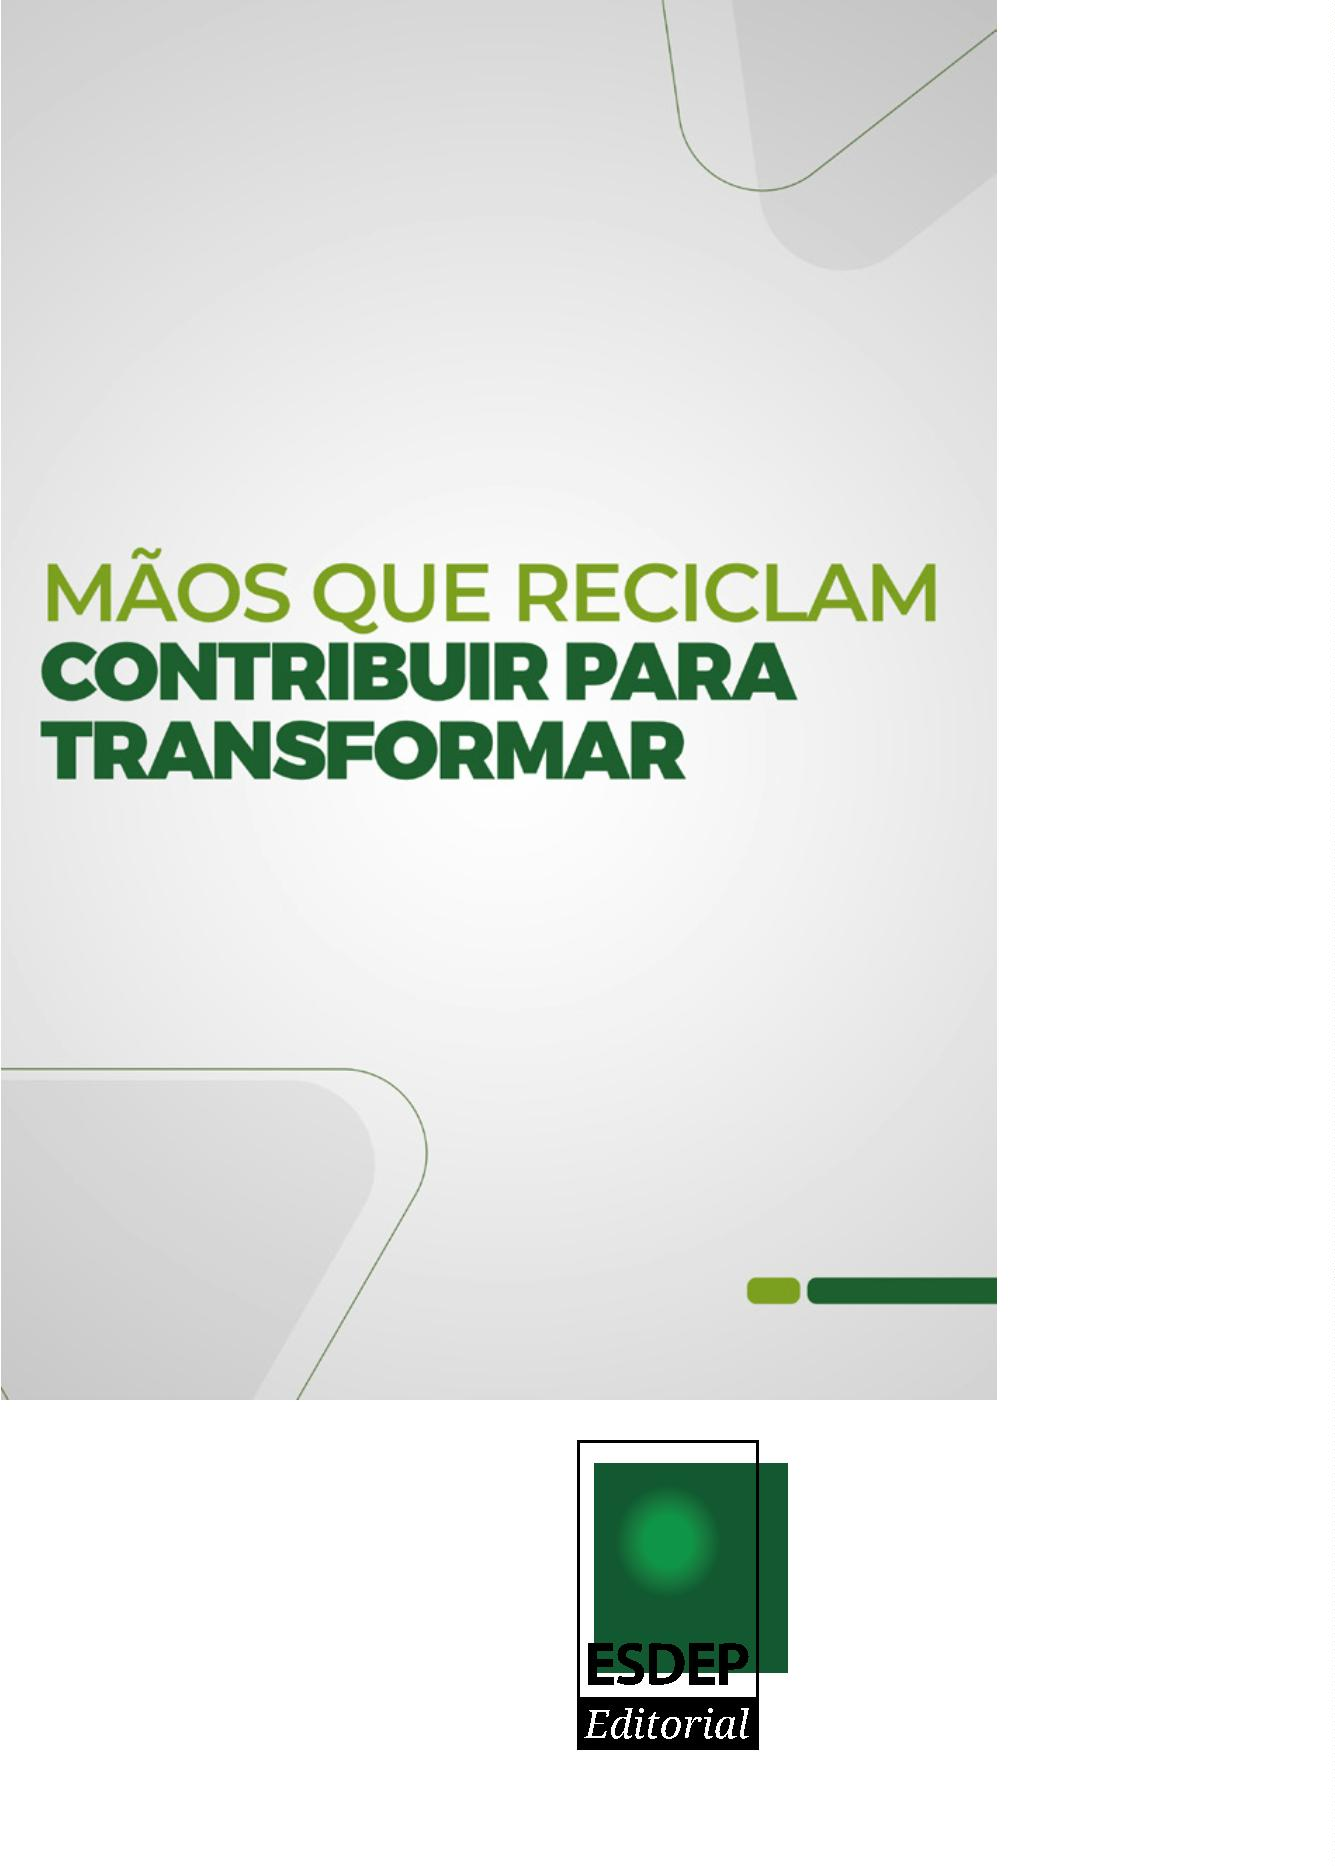 MÃOS QUE RECICLAM
CONTRIBUIR PARA
TRANSFORMAR
ESDEP
Editorial